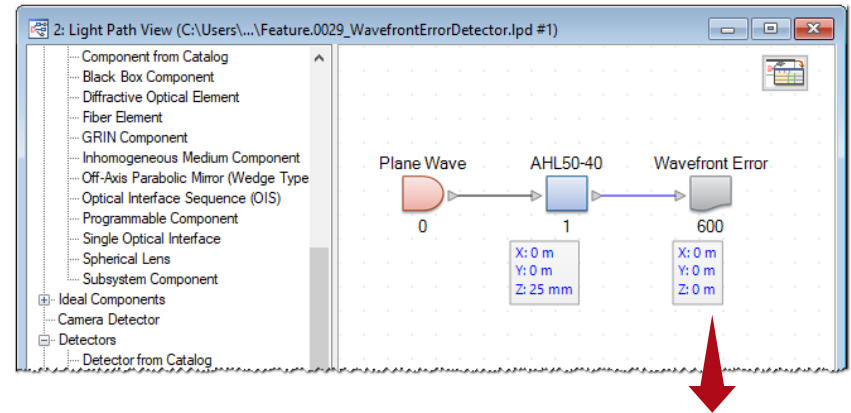 2: Light Path View (C:\Users\...\Feature.0029_WavefrontErrorDetector.lpd #1)
Component from Catalog
Black Box Component
Diffractive Optical Element
Fiber Element
GRIN Component
Inhomogeneous Medium Component
Off-Axis Parabolic Mirror (Wedge Type
Optical Interface Sequence (OIS)
Programmable Component
Single Optical Interface
Spherical Lens
Subsystem Component
Ideal Components
Camera Detector
Detectors
Detector from Catalog
Plane Wave
0
AHL50-40
1
X: 0 m
Y: 0 m
Z: 25 mm
Wavefront Error
600
X: 0 m
Y: 0 m
Z: 0 m